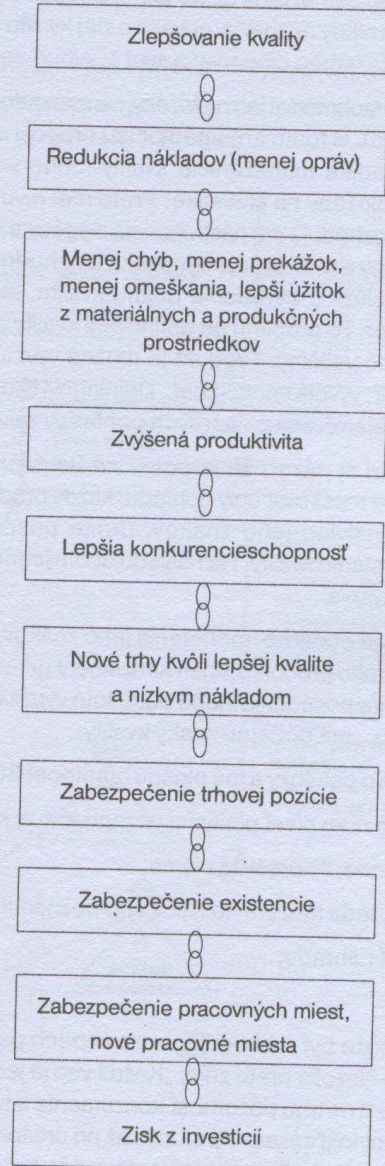 Zlepšovanie kvality
Redukcia nákladov (menej opráv)
Menej chýb, menej prekážok,
menej omeškania, lepší úžitok
z materiálnych a produkčných
prostriedkov
Zvýšená produktivita
Lepšia konkurencieschopnosť
Nové trhy kvôli lepšej kvalite
a nízkym nákladom
Zabezpečenie trhovej pozície
Zabezpečenie existencie
Zabezpečenie pracovných miest,
nové pracovné miesta
Zisk z investícií